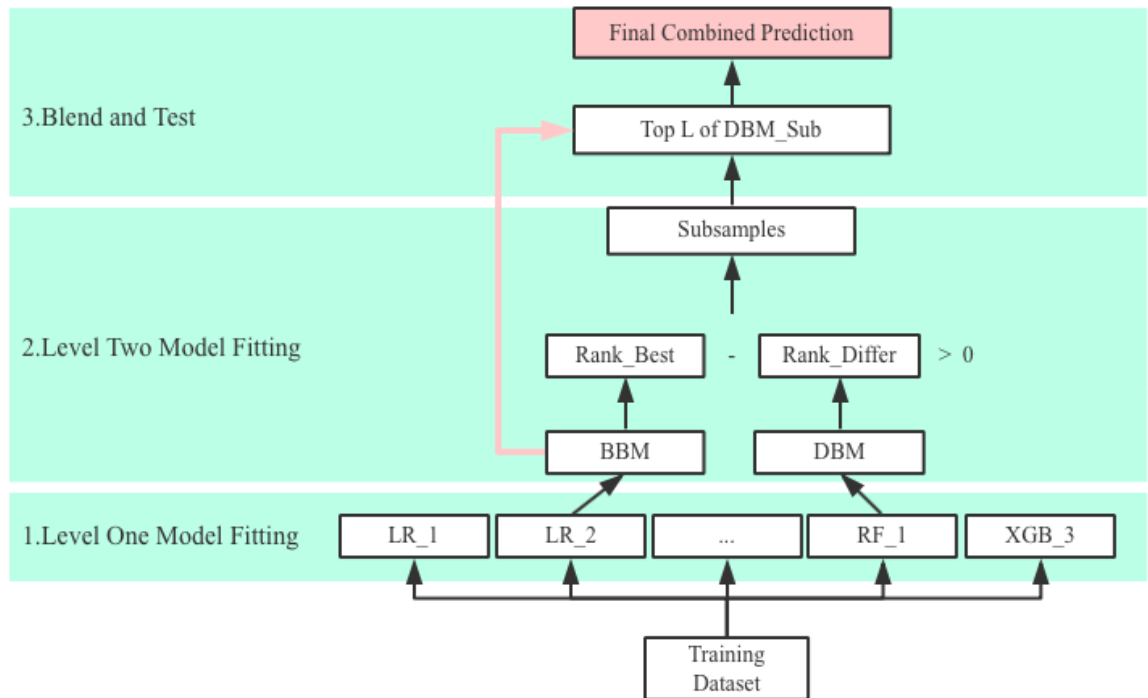 Final Combined Prediction
3.Blend and Test
Top L of DBM_Sub
Subsamples
2.Level Two Model Fitting
Rank_Best - Rank_Differ > 0
BBM
DBM
1.Level One Model Fitting
LR_1
LR_2
...
RF_1
XGB_3
Training
Dataset